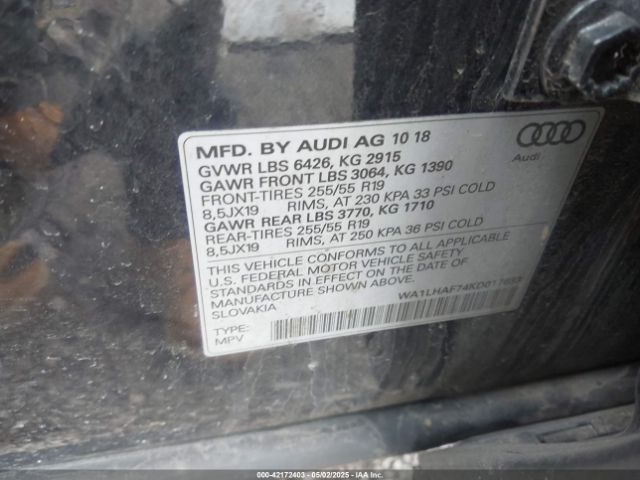 MFD. BY AUDI AG 10 18
GVWR LBS 6426, KG 2915
GAWR FRONT LBS 3064, KG 1390
FRONT-TIRES 255/55 R19
8,5JX19 RIMS, AT 230 KPA 33 PSI COLD
GAWR REAR LBS 3770, KG 1710
REAR-TIRES 255/55 R19
8,5JX19 RIMS, AT 250 KPA 36 PSI COLD
THIS VEHICLE CONFORMS TO ALL APPLICABLE
U.S. FEDERAL MOTOR VEHICLE SAFETY
STANDARDS IN EFFECT ON THE DATE OF
MANUFACTURE SHOWN ABOVE.
SLOVAKIA
TYPE:
MPV
Audi
000-42172403 - 05/02/2025 - IAAI.COM